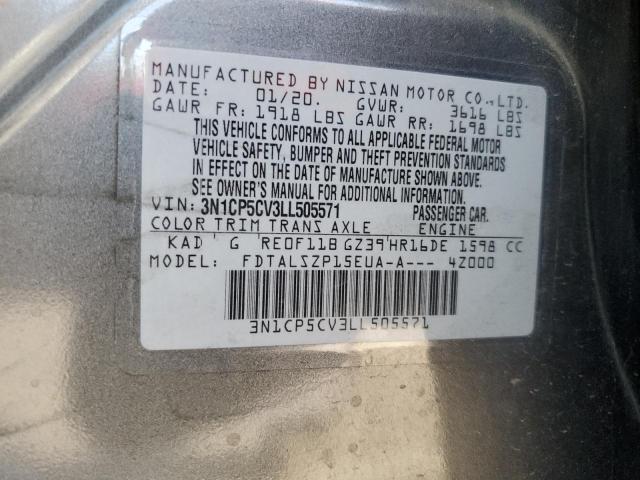 MANUFACTURED BY NISSAN MOTOR CO.,LTD.
DATE: 01/20. GVWR: 3616 LBS
GAWR FR: 1918 LBS GAWR RR: 1698 LBS
THIS VEHICLE CONFORMS TO ALL APPLICABLE FEDERAL MOTOR
VEHICLE SAFETY, BUMPER AND THEFT PREVENTION STANDARDS
IN EFFECT ON THE DATE OF MANUFACTURE SHOWN ABOVE.
SEE OWNER'S MANUAL FOR ADDITIONAL INFORMATION.
VIN: 3N1CP5CV3LL505571 PASSENGER CAR.
COLOR TRIM TRANS AXLE ENGINE
KAD G RE0F11B GZ39 HR16DE 1598 CC
MODEL: FDTALSZP15EUA-A--- 4Z000
3N1CP5CV3LL505571